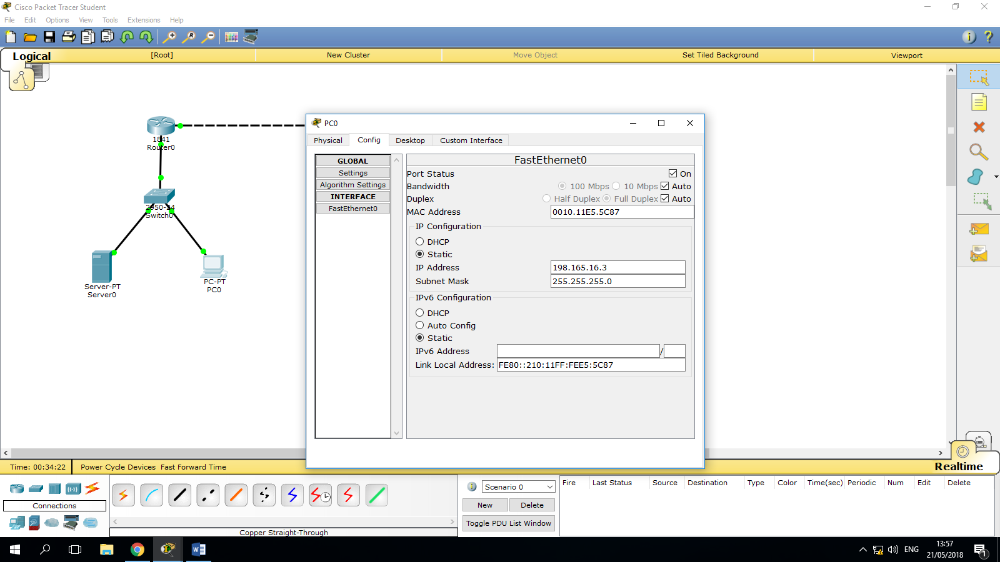 Cisco Packet Tracer Student
File Edit Options View Tools Extensions Help
Logical [Root] New Cluster Move Object Set Tiled Background Viewport
1841
Router0
2950-24
Switch0
Server-PT
Server0
PC-PT
PC0
PC0
Physical Config Desktop Custom Interface
GLOBAL
Settings
Algorithm Settings
INTERFACE
FastEthernet0
FastEthernet0
Port Status On
Bandwidth 100 Mbps 10 Mbps Auto
Duplex Half Duplex Full Duplex Auto
MAC Address 0010.11E5.5C87
IP Configuration
DHCP
Static
IP Address 198.165.16.3
Subnet Mask 255.255.255.0
IPv6 Configuration
DHCP
Auto Config
Static
IPv6 Address /
Link Local Address: FE80::210:11FF:FEE5:5C87
Time: 00:34:22 Power Cycle Devices Fast Forward Time
Realtime
Connections
Copper Straight-Through
Scenario 0
New Delete
Toggle PDU List Window
Fire Last Status Source Destination Type Color Time(sec) Periodic Num Edit Delete
ENG
13:57
21/05/2018
1